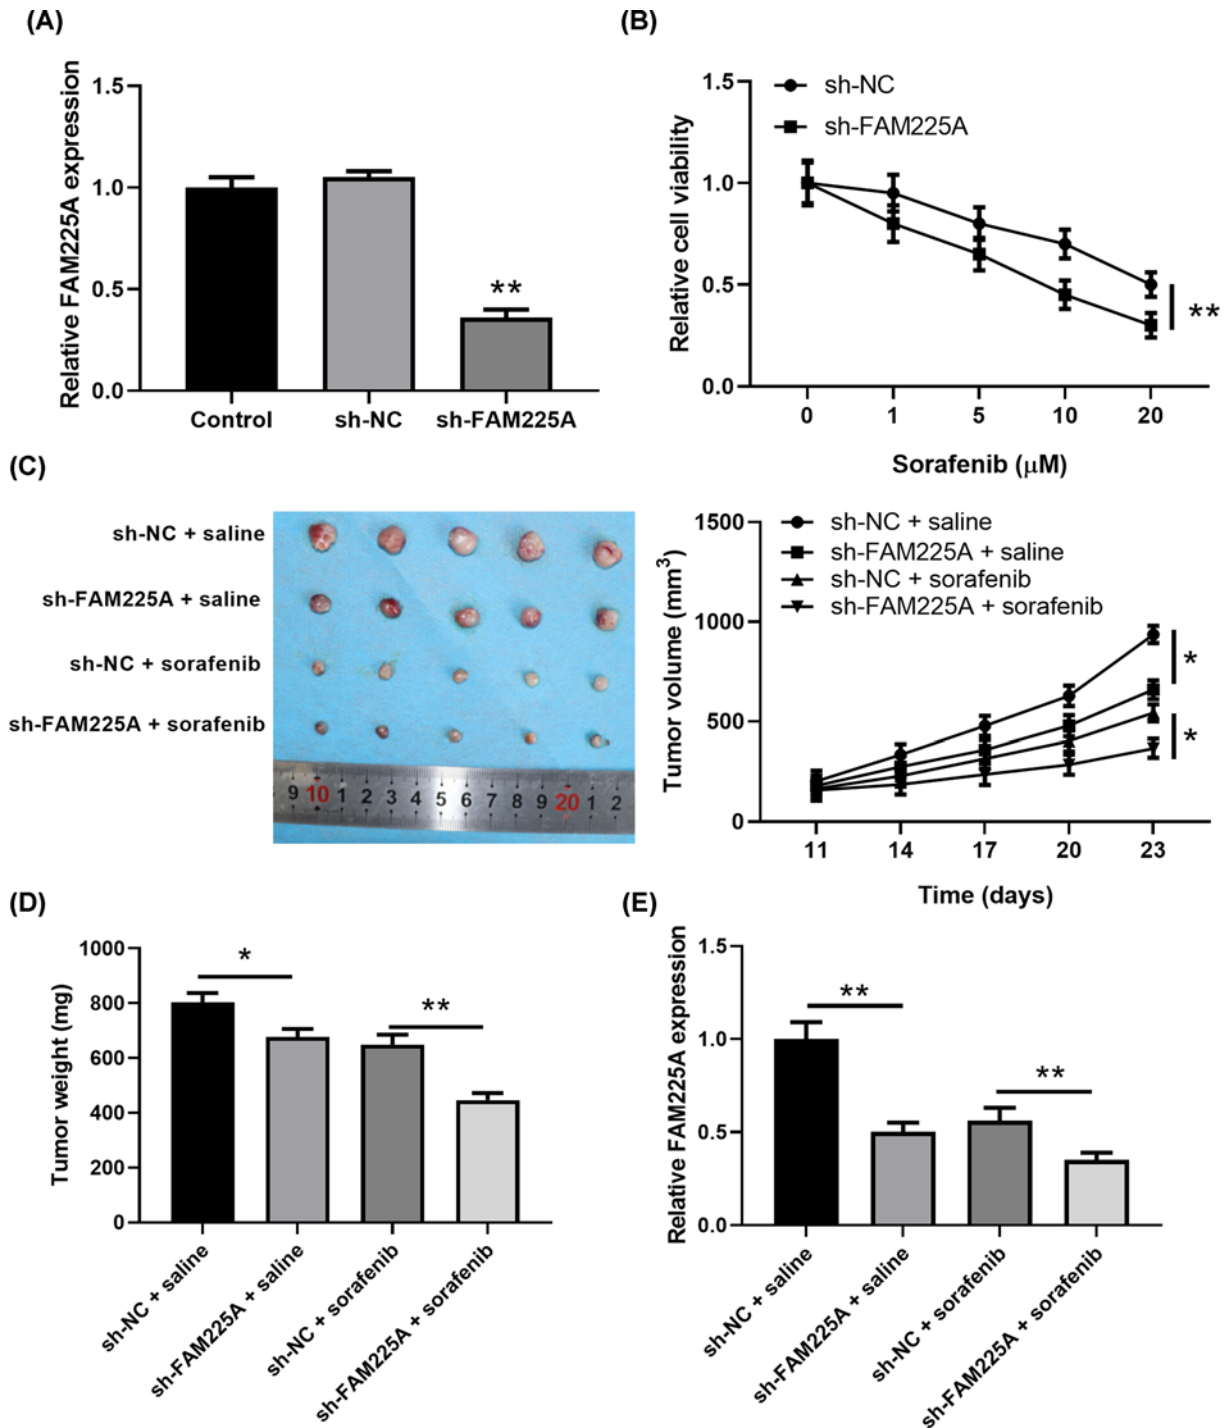 (A)
Relative FAM225A expression
1.5
1.0
0.5
0.0
**
Control sh-NC sh-FAM225A
(B)
Relative cell viability
1.5
1.0
0.5
0.0
sh-NC
sh-FAM225A
**
0 1 5 10 20
Sorafenib (μM)
(C)
sh-NC + saline
sh-FAM225A + saline
sh-NC + sorafenib
sh-FAM225A + sorafenib
9 10 1 2 3 4 5 6 7 8 9 20 1 2
Tumor volume (mm³)
1500
1000
500
0
sh-NC + saline
sh-FAM225A + saline
sh-NC + sorafenib
sh-FAM225A + sorafenib
*
*
11 14 17 20 23
Time (days)
(D)
Tumor weight (mg)
1000
800
600
400
200
0
*
**
sh-NC + saline
sh-FAM225A + saline
sh-NC + sorafenib
sh-FAM225A + sorafenib
(E)
Relative FAM225A expression
1.5
1.0
0.5
0.0
**
**
sh-NC + saline
sh-FAM225A + saline
sh-NC + sorafenib
sh-FAM225A + sorafenib